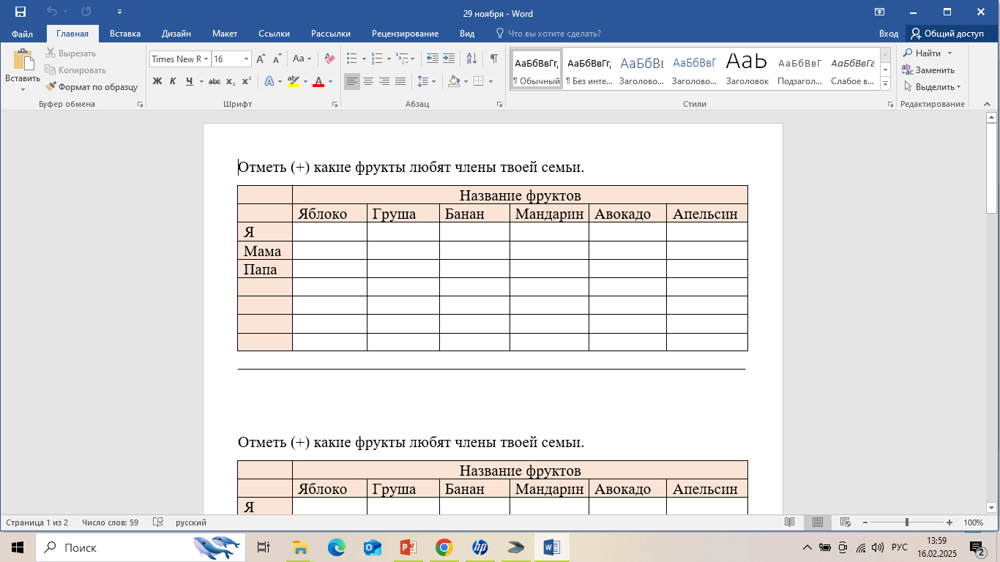 29 ноября - Word
Файл Главная Вставка Дизайн Макет Ссылки Рассылки Рецензирование Вид Что вы хотите сделать? Вход Общий доступ
Вставить
Вырезать
Копировать
Формат по образцу
Буфер обмена
Times New R 16
Aa
Ж К Ч abc x₂ x² A ab A
Шрифт
Абзац
АаБбВвГг, АаБбВвГг, АаБбВв АаБбВвГ АаЬ АаБбВвГ АаБбВвГг
¶ Обычный ¶ Без инте... Заголово... Заголово... Заголовок Подзагол... Слабое в...
Стили
Найти
Заменить
Выделить
Редактирование
Отметь (+) какие фрукты любят члены твоей семьи.
Название фруктов
Яблоко Груша Банан Мандарин Авокадо Апельсин
Я
Мама
Папа
Отметь (+) какие фрукты любят члены твоей семьи.
Название фруктов
Яблоко Груша Банан Мандарин Авокадо Апельсин
Я
Страница 1 из 2 Число слов: 59 русский 100%
Поиск
РУС
13:59
16.02.2025
2